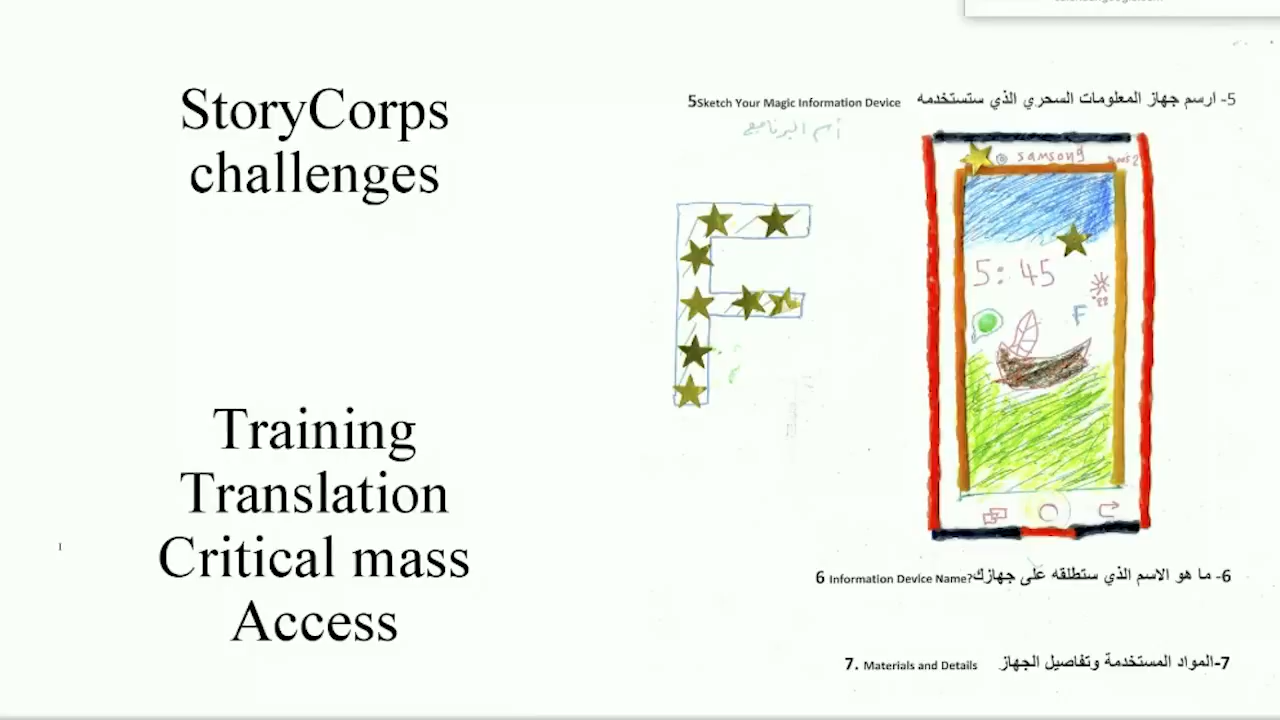 StoryCorps
challenges
Training
Translation
Critical mass
Access
5Sketch Your Magic Information Device 5- ارسم جهاز المعلومات السحري الذي ستستخدمه
samsong
5:45
F
F
6 Information Device Name? 6- ما هو الاسم الذي ستطلقه على جهازك
7. Materials and Details 7-المواد المستخدمة وتفاصيل الجهاز